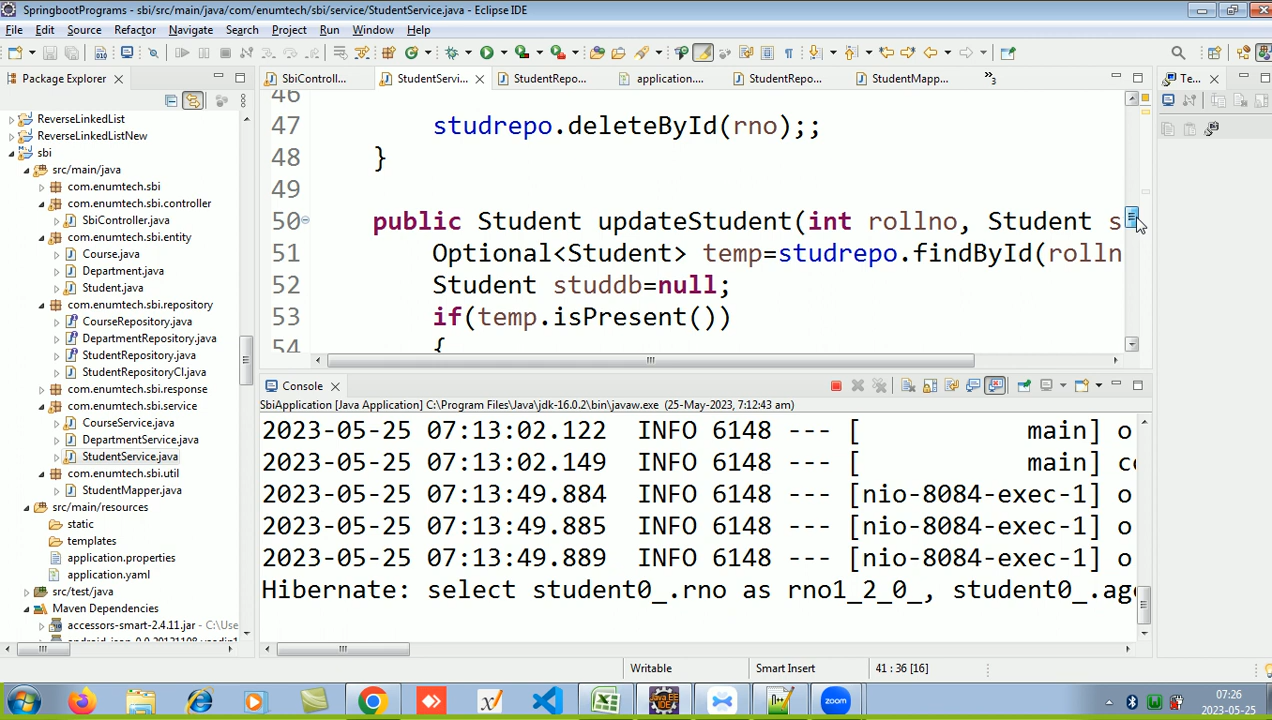 SpringbootPrograms - sbi/src/main/java/com/enumtech/sbi/service/StudentService.java - Eclipse IDE
File Edit Source Refactor Navigate Search Project Run Window Help
Package Explorer
SbiControll...
StudentServi...
StudentRepo...
application....
StudentRepo...
StudentMapp...
»3
Te...
ReverseLinkedList
ReverseLinkedListNew
sbi
src/main/java
com.enumtech.sbi
com.enumtech.sbi.controller
SbiController.java
com.enumtech.sbi.entity
Course.java
Department.java
Student.java
com.enumtech.sbi.repository
CourseRepository.java
DepartmentRepository.java
StudentRepository.java
StudentRepositoryCI.java
com.enumtech.sbi.response
com.enumtech.sbi.service
CourseService.java
DepartmentService.java
StudentService.java
com.enumtech.sbi.util
StudentMapper.java
src/main/resources
static
templates
application.properties
application.yaml
src/test/java
Maven Dependencies
accessors-smart-2.4.11.jar - C:\Use
46
47 studrepo.deleteById(rno);;
48 }
49
50 public Student updateStudent(int rollno, Student s
51 Optional<Student> temp=studrepo.findById(rolln
52 Student studdb=null;
53 if(temp.isPresent())
54 {
Console
SbiApplication [Java Application] C:\Program Files\Java\jdk-16.0.2\bin\javaw.exe (25-May-2023, 7:12:43 am)
2023-05-25 07:13:02.122 INFO 6148 --- [ main] o
2023-05-25 07:13:02.149 INFO 6148 --- [ main] co
2023-05-25 07:13:49.884 INFO 6148 --- [nio-8084-exec-1] o
2023-05-25 07:13:49.885 INFO 6148 --- [nio-8084-exec-1] o
2023-05-25 07:13:49.889 INFO 6148 --- [nio-8084-exec-1] o
Hibernate: select student0_.rno as rno1_2_0_, student0_.age
Writable
Smart Insert
41 : 36 [16]
zoom
07:26
2023-05-25